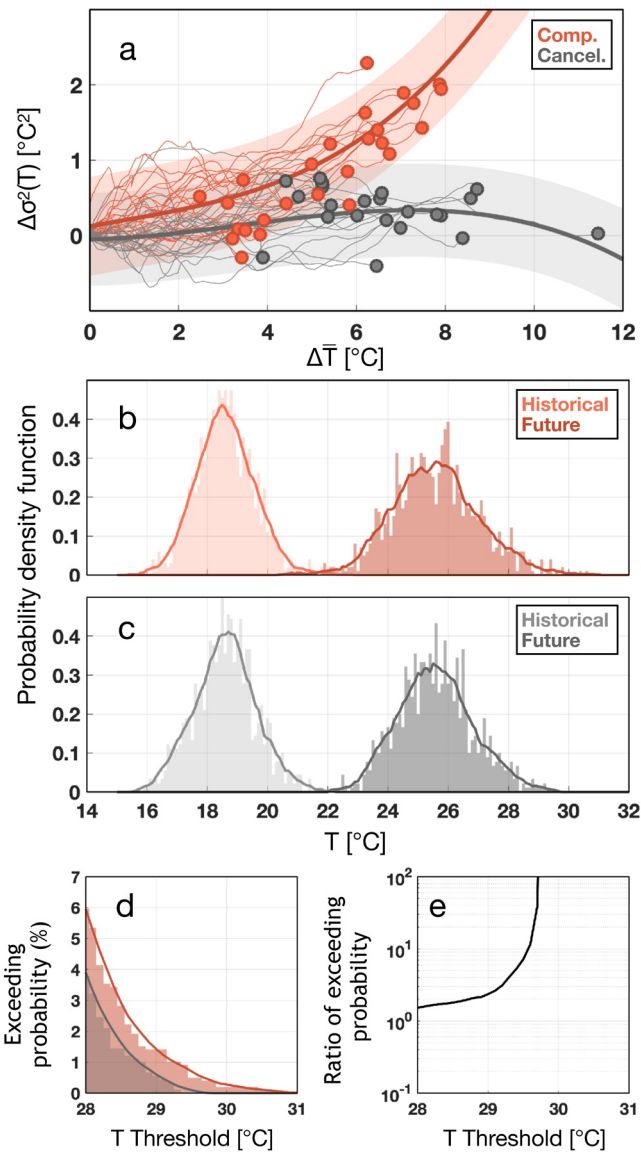 a
Comp.
Cancel.
Δσ²(T) [°C²]
2
1
0
0 2 4 6 8 10 12
ΔT̅ [°C]
b
Historical
Future
0.4
0.3
0.2
0.1
0
Probability density function
c
Historical
Future
0.4
0.3
0.2
0.1
0
14 16 18 20 22 24 26 28 30 32
T [°C]
d
7
6
5
4
3
2
1
0
Exceeding
probability (%)
28 29 30 31
T Threshold [°C]
e
10²
10¹
10⁰
10⁻¹
Ratio of exceeding
probability
28 29 30 31
T Threshold [°C]